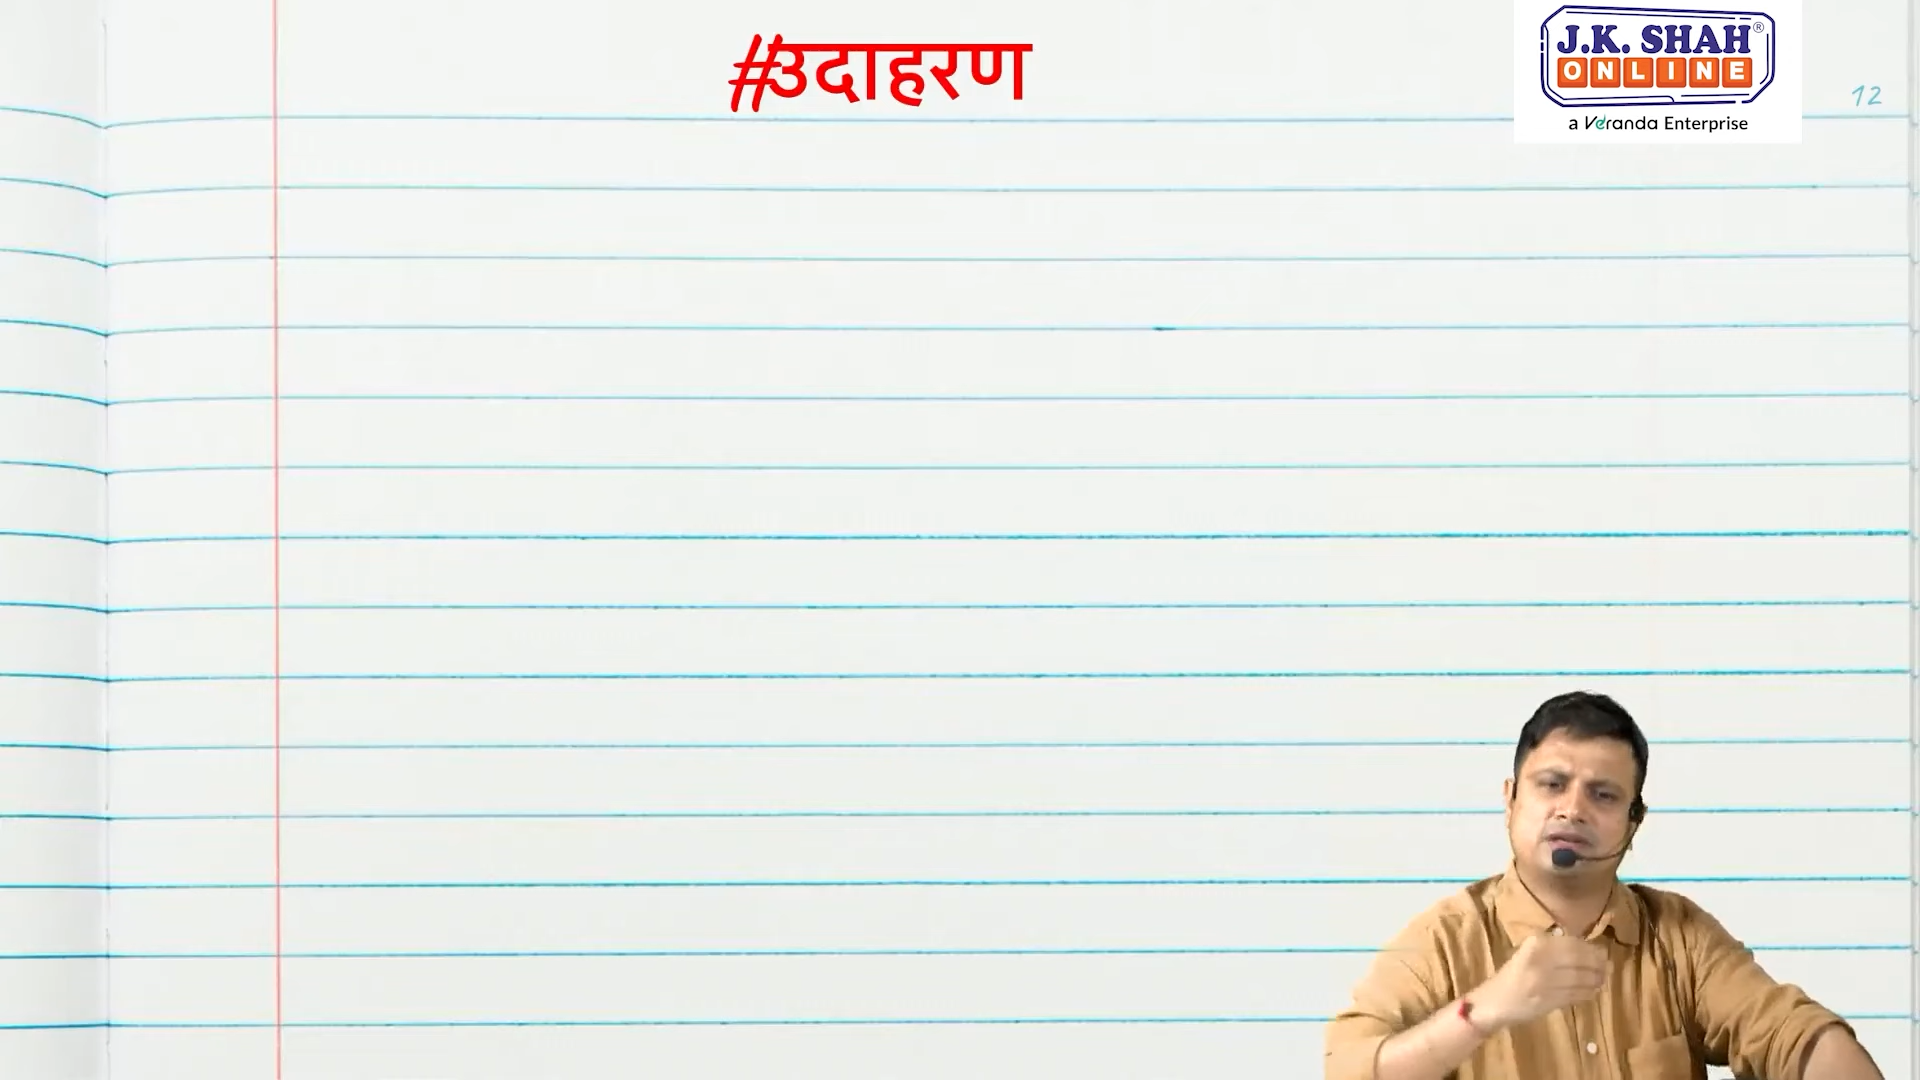 #उदाहरण
J.K. SHAH®
ONLINE
a Veranda Enterprise
12